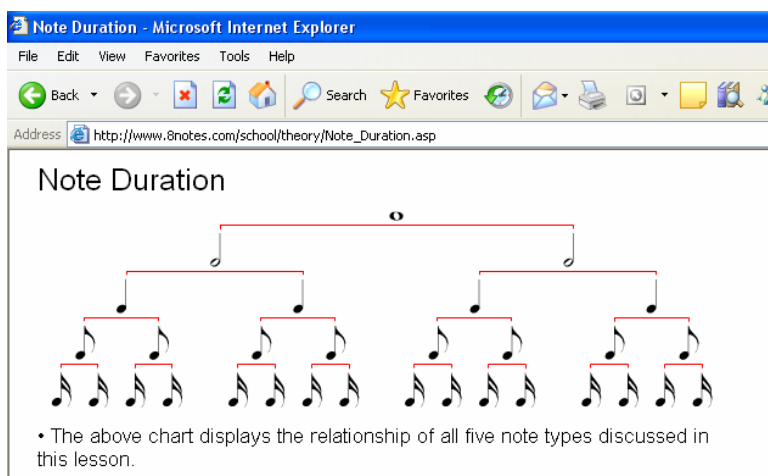 Note Duration - Microsoft Internet Explorer
File Edit View Favorites Tools Help
Back Search Favorites
Address http://www.8notes.com/school/theory/Note_Duration.asp
Note Duration
• The above chart displays the relationship of all five note types discussed in
this lesson.